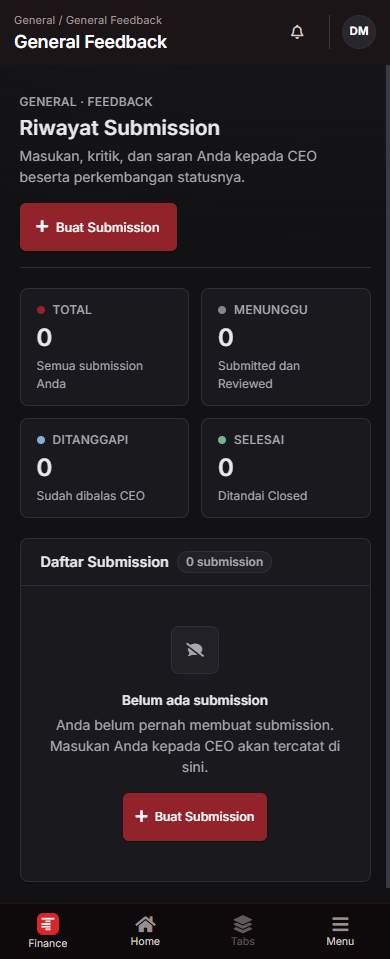 General / General Feedback
General Feedback
DM
GENERAL · FEEDBACK
Riwayat Submission
Masukan, kritik, dan saran Anda kepada CEO
beserta perkembangan statusnya.
Buat Submission
TOTAL
0
Semua submission
Anda
MENUNGGU
0
Submitted dan
Reviewed
DITANGGAPI
0
Sudah dibalas CEO
SELESAI
0
Ditandai Closed
Daftar Submission 0 submission
Belum ada submission
Anda belum pernah membuat submission.
Masukan Anda kepada CEO akan tercatat di
sini.
Buat Submission
Finance
Home
Tabs
Menu